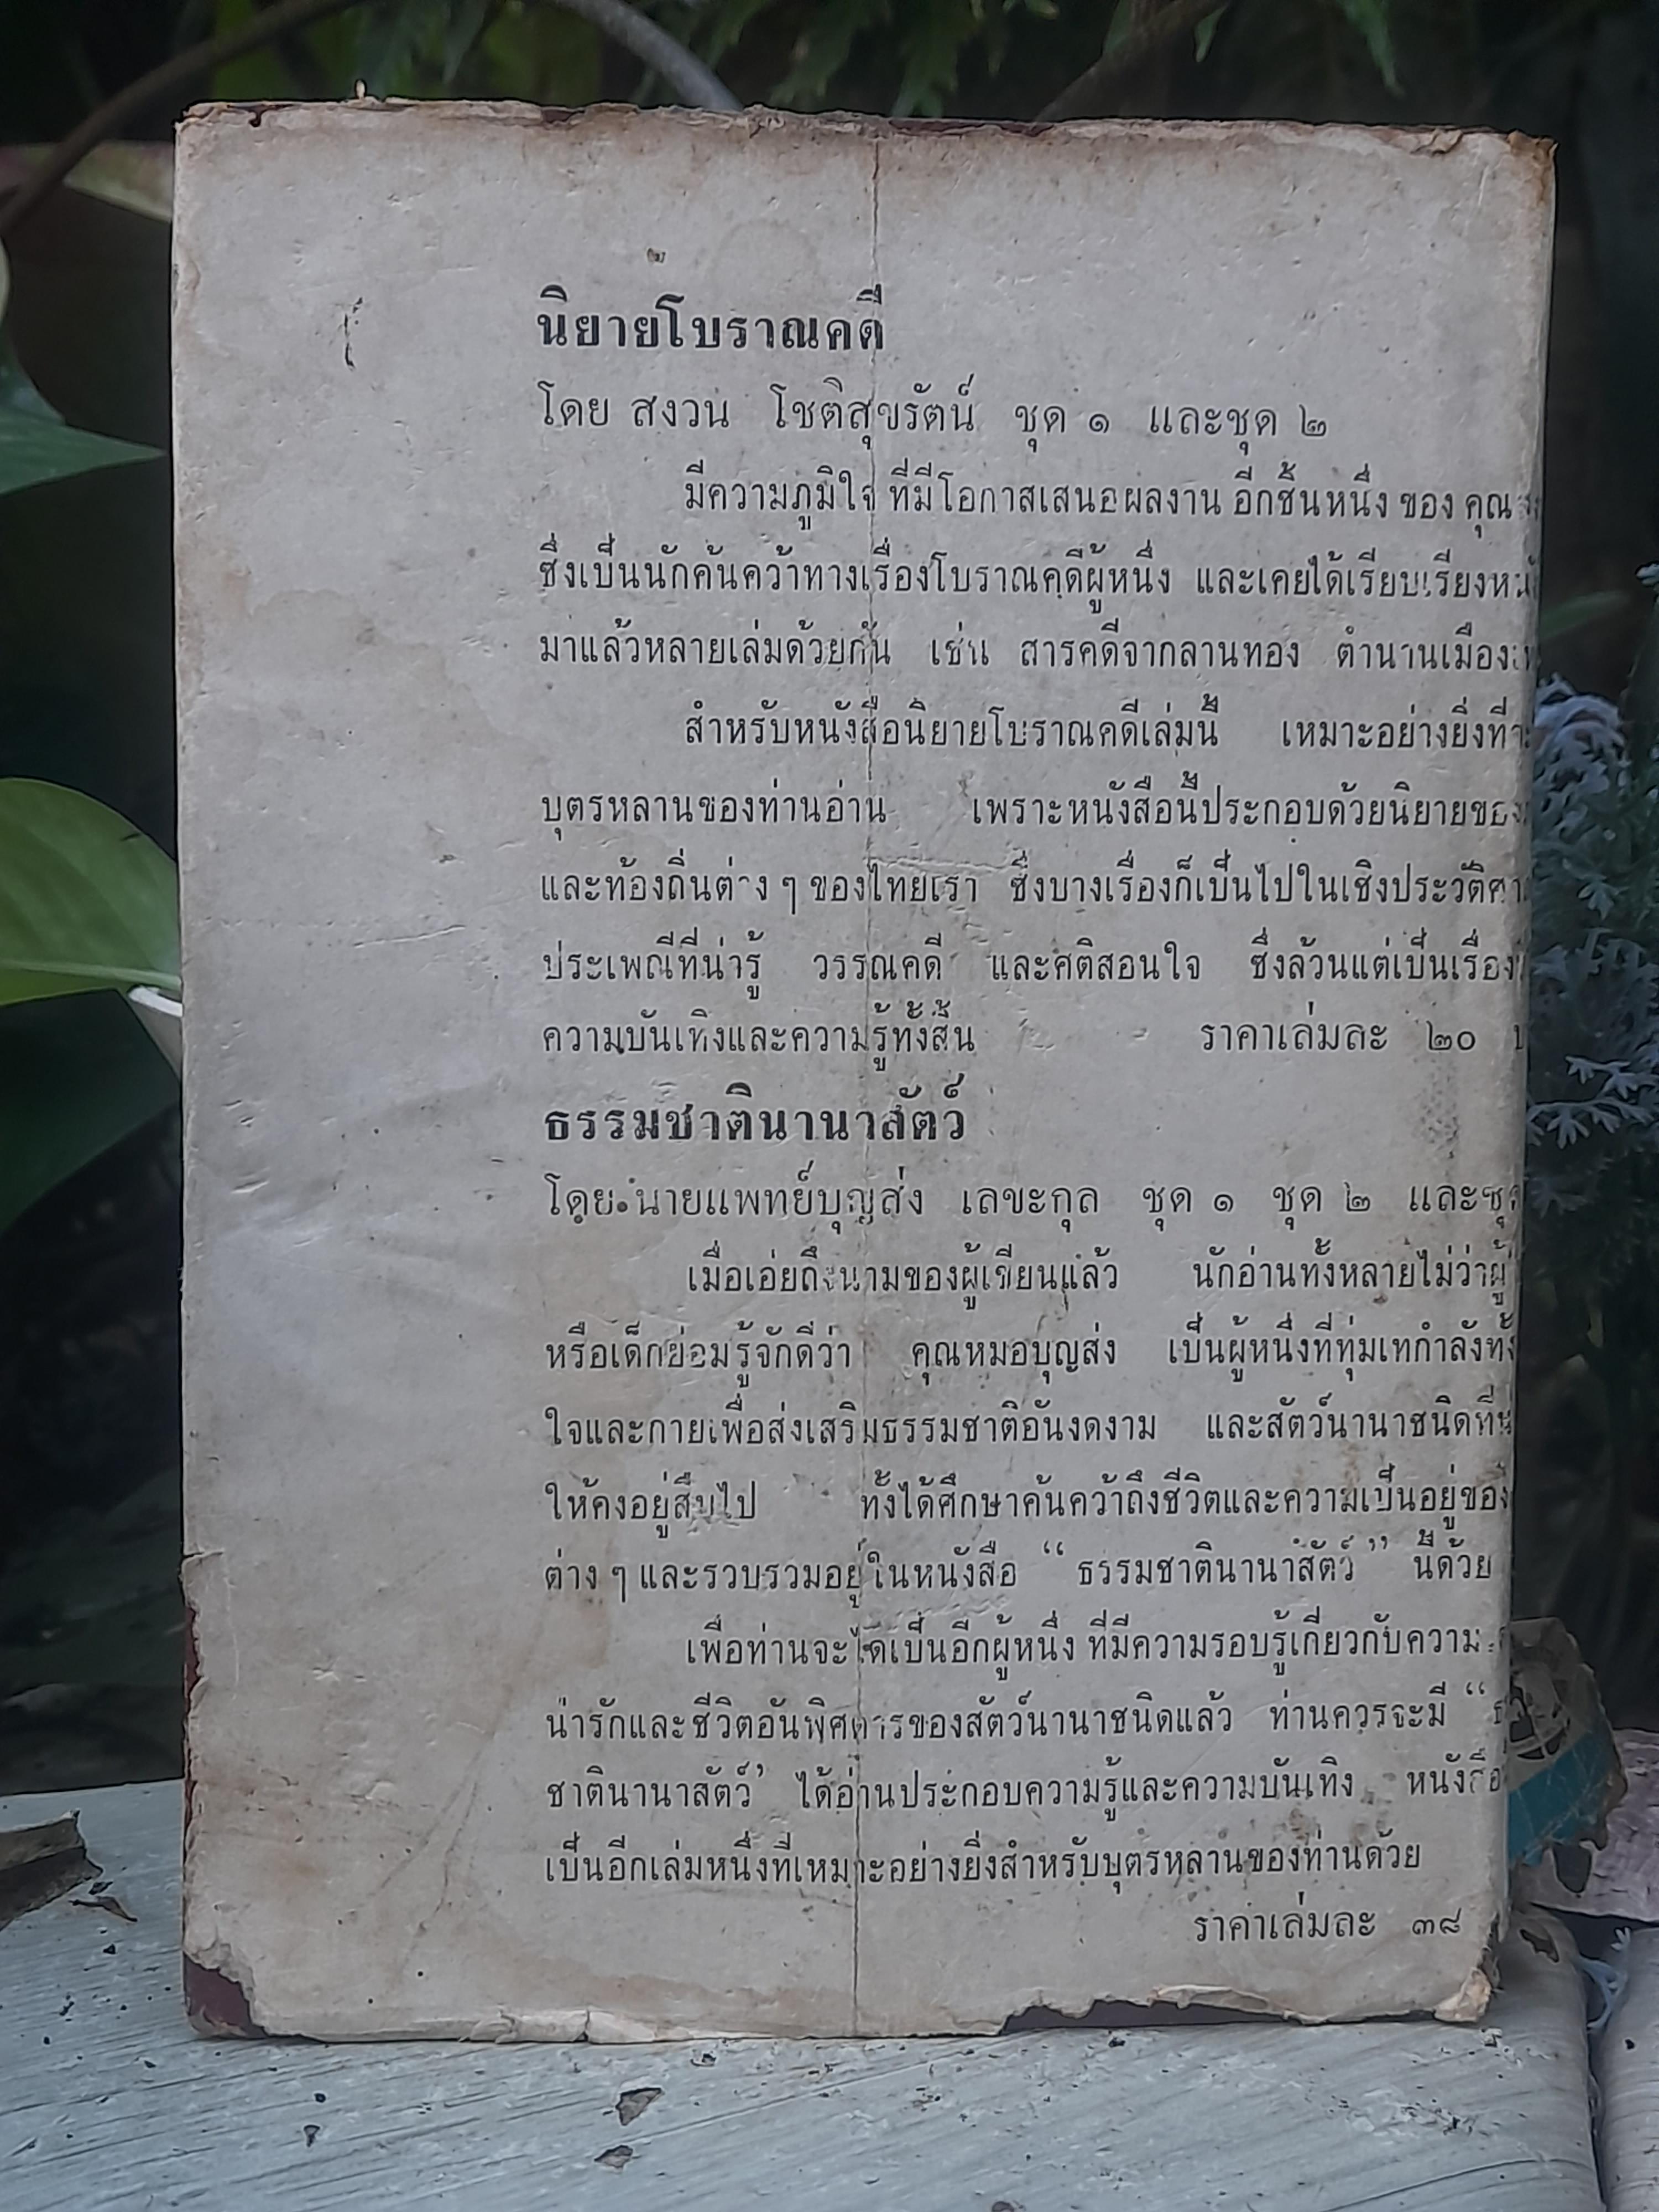 นิยายโบราณคดี
โดย สงวน โชติสุขรัตน์ ชุด ๑ และชุด ๒
มีความภูมิใจ ที่มีโอกาสเสนอผลงาน อีกชิ้นหนึ่ง ของ คุณ
ซึ่งเป็นนักค้นคว้าทางเรื่องโบราณคดีผู้หนึ่ง และเคยได้เรียบเรียง
มาแล้วหลายเล่มด้วยกัน เช่น สารคดีจากลานทอง ตำนานเมือง
สำหรับหนังสือนิยายโบราณคดีเล่มนี้ เหมาะอย่างยิ่งที่
บุตรหลานของท่านอ่าน เพราะหนังสือนี้ประกอบด้วยนิยายของ
และท้องถิ่นต่าง ๆ ของไทยเรา ซึ่งบางเรื่องก็เป็นไปในเชิง
ประเพณีที่น่ารู้ วรรณคดี และคติสอนใจ ซึ่งล้วนแต่เป็นเรื่อง
ความบันเทิงและความรู้ทั้งสิ้น ราคาเล่มละ ๒๐
ธรรมชาตินานาสัตว์
โดย นายแพทย์บุญส่ง เลขะกุล ชุด ๑ ชุด ๒ และชุด
เมื่อเอ่ยถึงนามของผู้เขียนแล้ว นักอ่านทั้งหลายไม่ว่าผู้
หรือเด็กย่อมรู้จักดีว่า คุณหมอบุญส่ง เป็นผู้หนึ่งที่ทุ่มเทกำลังทั้ง
ใจและกายเพื่อส่งเสริมธรรมชาติอันงดงาม และสัตว์นานาชนิดที่
ให้คงอยู่สืบไป ทั้งได้ศึกษาค้นคว้าถึงชีวิตและความเป็นอยู่ของ
ต่าง ๆ และรวบรวมอยู่ในหนังสือ “ธรรมชาตินานาสัตว์” นี้ด้วย
เพื่อท่านจะได้เป็นอีกผู้หนึ่ง ที่มีความรอบรู้เกี่ยวกับความ
น่ารักและชีวิตอันพิศดารของสัตว์นานาชนิดแล้ว ท่านควรจะมี “ธ
ชาตินานาสัตว์’ ได้อ่านประกอบความรู้และความบันเทิง หนังสือ
เป็นอีกเล่มหนึ่งที่เหมาะอย่างยิ่งสำหรับบุตรหลานของท่านด้วย
ราคาเล่มละ ๓๘